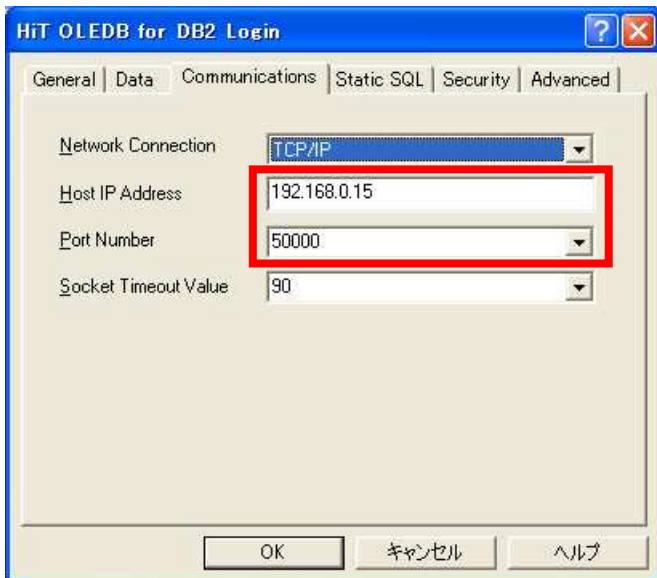 HiT OLEDB for DB2 Login
General Data Communications Static SQL Security Advanced
Network Connection TCP/IP
Host IP Address 192.168.0.15
Port Number 50000
Socket Timeout Value 90
OK キャンセル ヘルプ